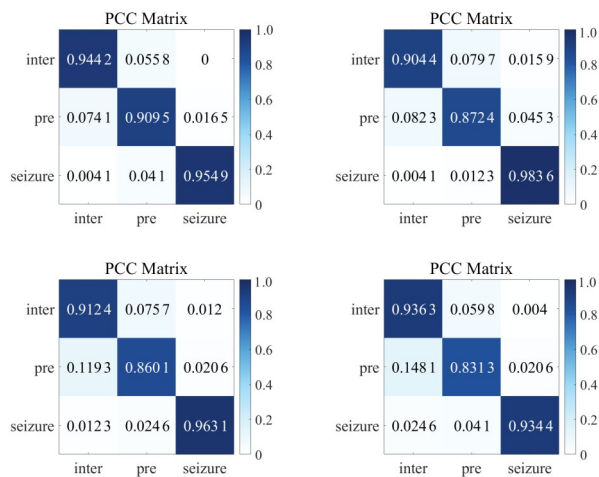 PCC Matrix
inter 0.9442 0.0558 0
pre 0.0741 0.9095 0.0165
seizure 0.0041 0.041 0.9549
inter pre seizure
1.0
0.8
0.6
0.4
0.2
0
PCC Matrix
inter 0.9044 0.0797 0.0159
pre 0.0823 0.8724 0.0453
seizure 0.0041 0.0123 0.9836
inter pre seizure
1.0
0.8
0.6
0.4
0.2
0
PCC Matrix
inter 0.9124 0.0757 0.012
pre 0.1193 0.8601 0.0206
seizure 0.0123 0.0246 0.9631
inter pre seizure
1.0
0.8
0.6
0.4
0.2
0
PCC Matrix
inter 0.9363 0.0598 0.004
pre 0.1481 0.8313 0.0206
seizure 0.0246 0.041 0.9344
inter pre seizure
1.0
0.8
0.6
0.4
0.2
0